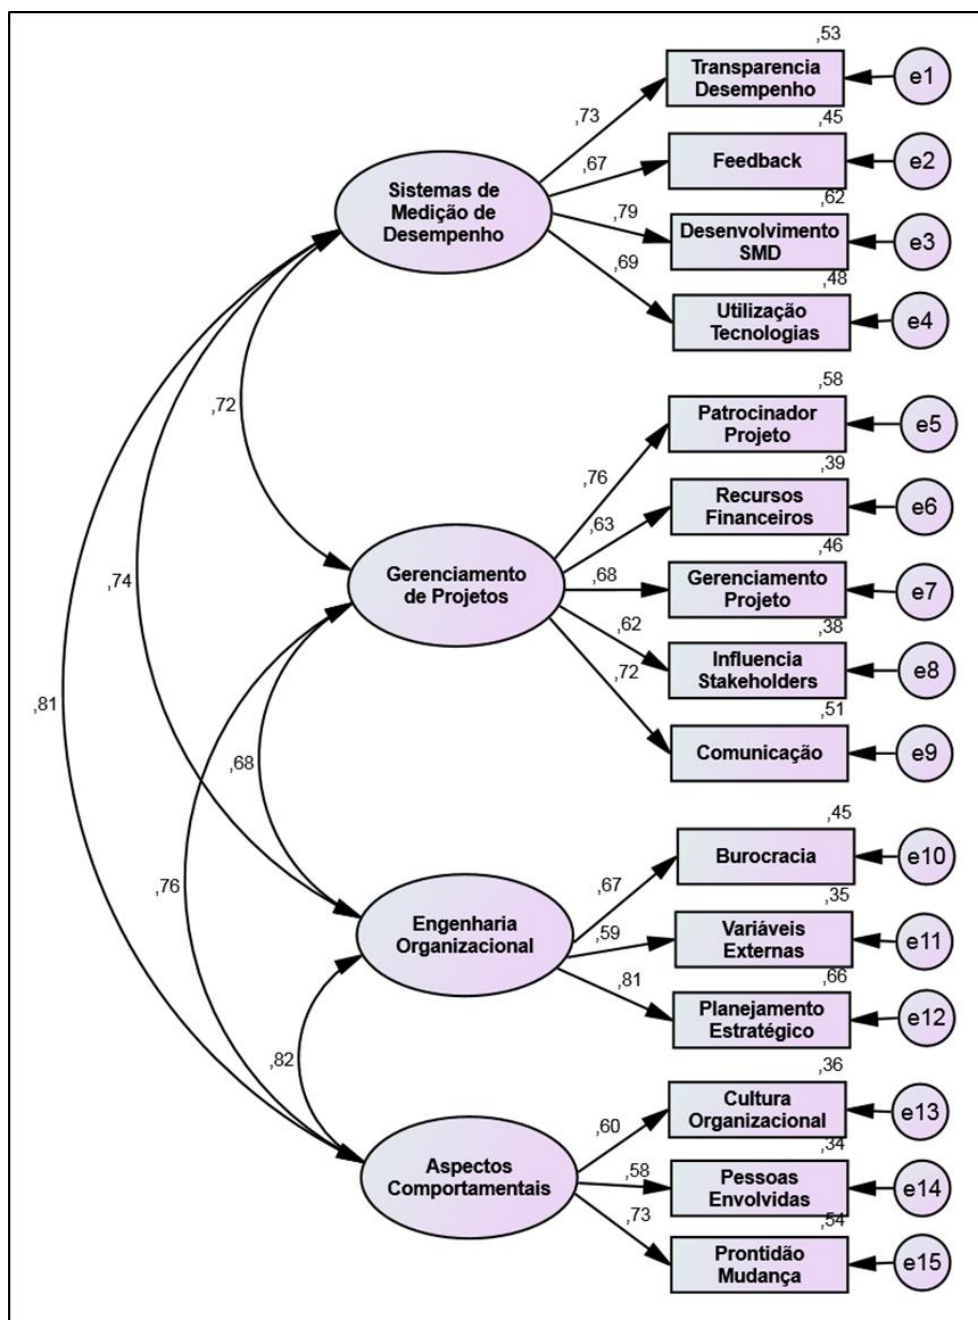 ,53
Transparencia
Desempenho
e1
,73
,45
Feedback
e2
,67
Sistemas de
Medição de
Desempenho
,62
Desenvolvimento
SMD
e3
,79
,48
Utilização
Tecnologias
e4
,69
,72
,58
Patrocinador
Projeto
e5
,76
,39
Recursos
Financeiros
e6
,63
,46
Gerenciamento
de Projetos
Gerenciamento
Projeto
e7
,68
,74
,38
Influencia
Stakeholders
e8
,62
,51
Comunicação
e9
,72
,81
,68
,45
Burocracia
e10
,67
,76
,35
Engenharia
Organizacional
Variáveis
Externas
e11
,59
,66
Planejamento
Estratégico
e12
,81
,82
,36
Cultura
Organizacional
e13
,60
,34
Aspectos
Comportamentais
Pessoas
Envolvidas
e14
,58
,54
Prontidão
Mudança
e15
,73